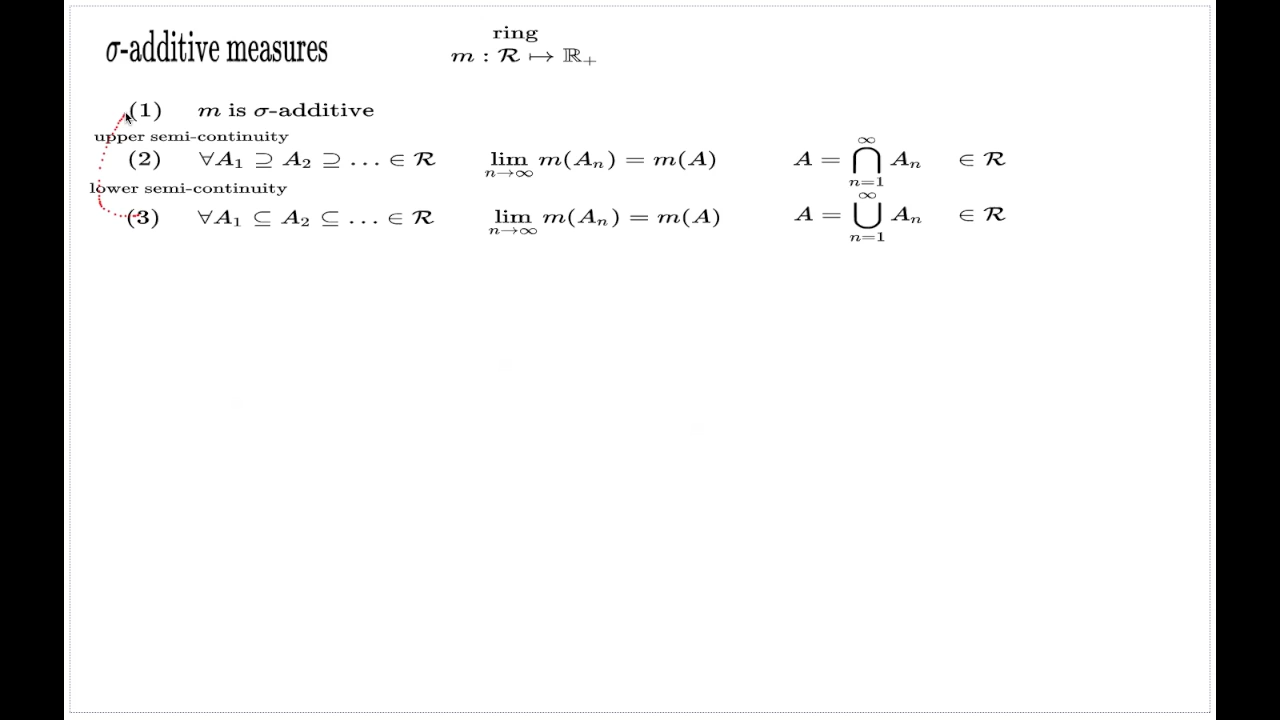 σ-additive measures
ring
m : ℛ ↦ ℝ₊
(1) m is σ-additive
upper semi-continuity
(2) ∀A₁ ⊇ A₂ ⊇ … ∈ ℛ lim_{n→∞} m(Aₙ) = m(A) A = ⋂_{n=1}^{∞} Aₙ ∈ ℛ
lower semi-continuity
(3) ∀A₁ ⊆ A₂ ⊆ … ∈ ℛ lim_{n→∞} m(Aₙ) = m(A) A = ⋃_{n=1}^{∞} Aₙ ∈ ℛ